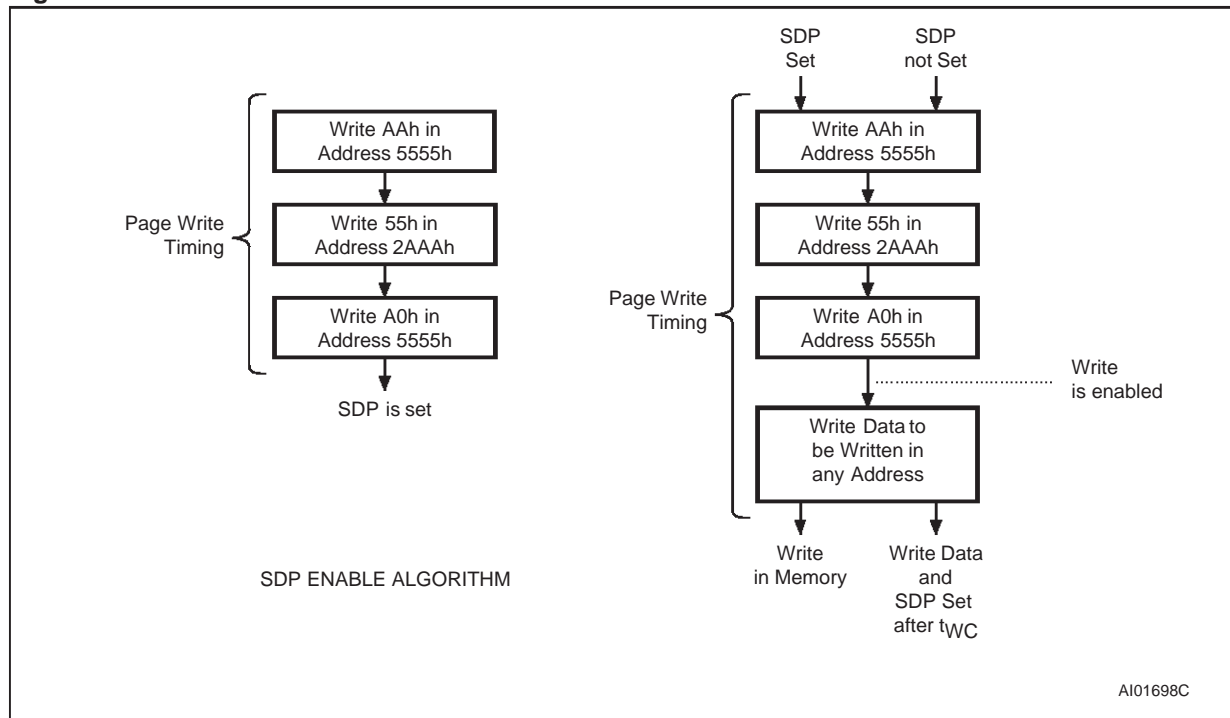 SDP
Set
SDP
not Set
Write AAh in
Address 5555h
Write 55h in
Address 2AAAh
Write A0h in
Address 5555h
Page Write
Timing
SDP is set
SDP ENABLE ALGORITHM
Write AAh in
Address 5555h
Write 55h in
Address 2AAAh
Write A0h in
Address 5555h
Page Write
Timing
Write
is enabled
Write Data to
be Written in
any Address
Write
in Memory
Write Data
and
SDP Set
after tWC
AI01698C